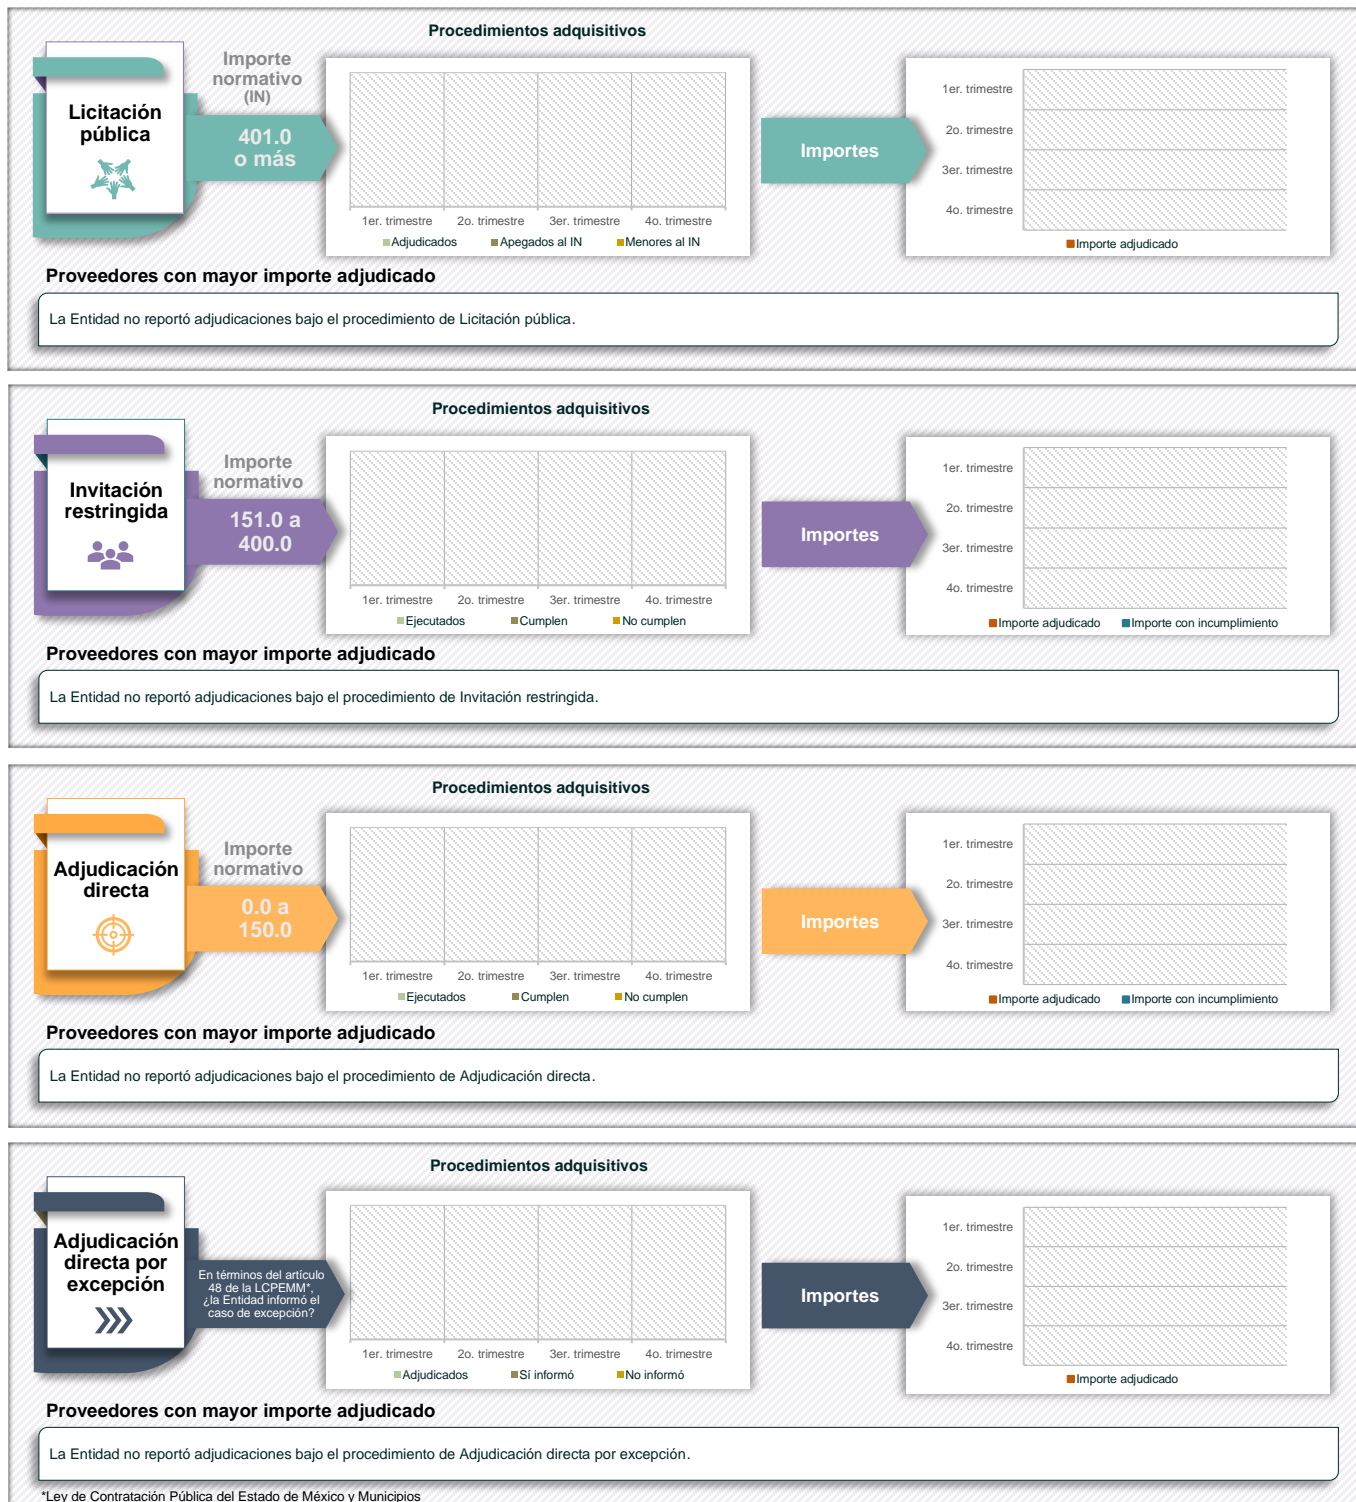 Procedimientos adquisitivos
Licitación
pública
Importe
normativo
(IN)
401.0
o más
1er. trimestre 2o. trimestre 3er. trimestre 4o. trimestre
Adjudicados Apegados al IN Menores al IN
Importes
1er. trimestre
2o. trimestre
3er. trimestre
4o. trimestre
Importe adjudicado
Proveedores con mayor importe adjudicado
La Entidad no reportó adjudicaciones bajo el procedimiento de Licitación pública.
Procedimientos adquisitivos
Invitación
restringida
Importe
normativo
151.0 a
400.0
1er. trimestre 2o. trimestre 3er. trimestre 4o. trimestre
Ejecutados Cumplen No cumplen
Importes
1er. trimestre
2o. trimestre
3er. trimestre
4o. trimestre
Importe adjudicado Importe con incumplimiento
Proveedores con mayor importe adjudicado
La Entidad no reportó adjudicaciones bajo el procedimiento de Invitación restringida.
Procedimientos adquisitivos
Adjudicación
directa
Importe
normativo
0.0 a
150.0
1er. trimestre 2o. trimestre 3er. trimestre 4o. trimestre
Ejecutados Cumplen No cumplen
Importes
1er. trimestre
2o. trimestre
3er. trimestre
4o. trimestre
Importe adjudicado Importe con incumplimiento
Proveedores con mayor importe adjudicado
La Entidad no reportó adjudicaciones bajo el procedimiento de Adjudicación directa.
Procedimientos adquisitivos
Adjudicación
directa por
excepción
En términos del artículo
48 de la LCPEMM*,
¿la Entidad informó el
caso de excepción?
1er. trimestre 2o. trimestre 3er. trimestre 4o. trimestre
Adjudicados Sí informó No informó
Importes
1er. trimestre
2o. trimestre
3er. trimestre
4o. trimestre
Importe adjudicado
Proveedores con mayor importe adjudicado
La Entidad no reportó adjudicaciones bajo el procedimiento de Adjudicación directa por excepción.
*Ley de Contratación Pública del Estado de México y Municipios